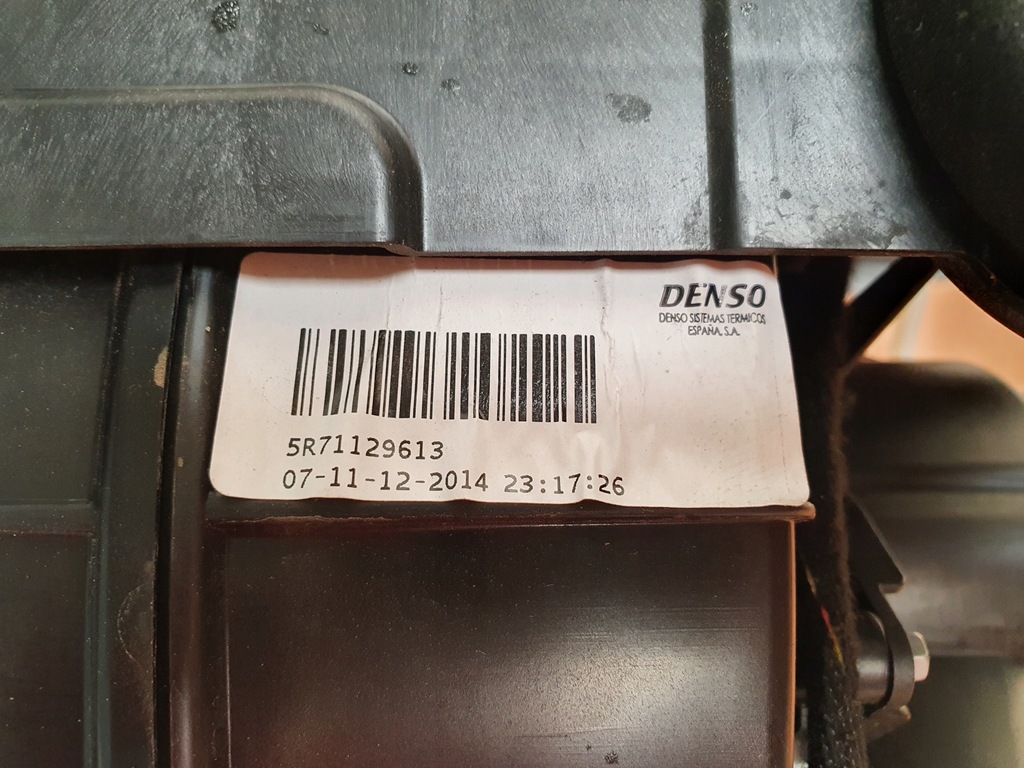 DENSO
DENSO SISTEMAS TERMICOS
ESPAÑA, S.A.
5R71129613
07-11-12-2014 23:17:26